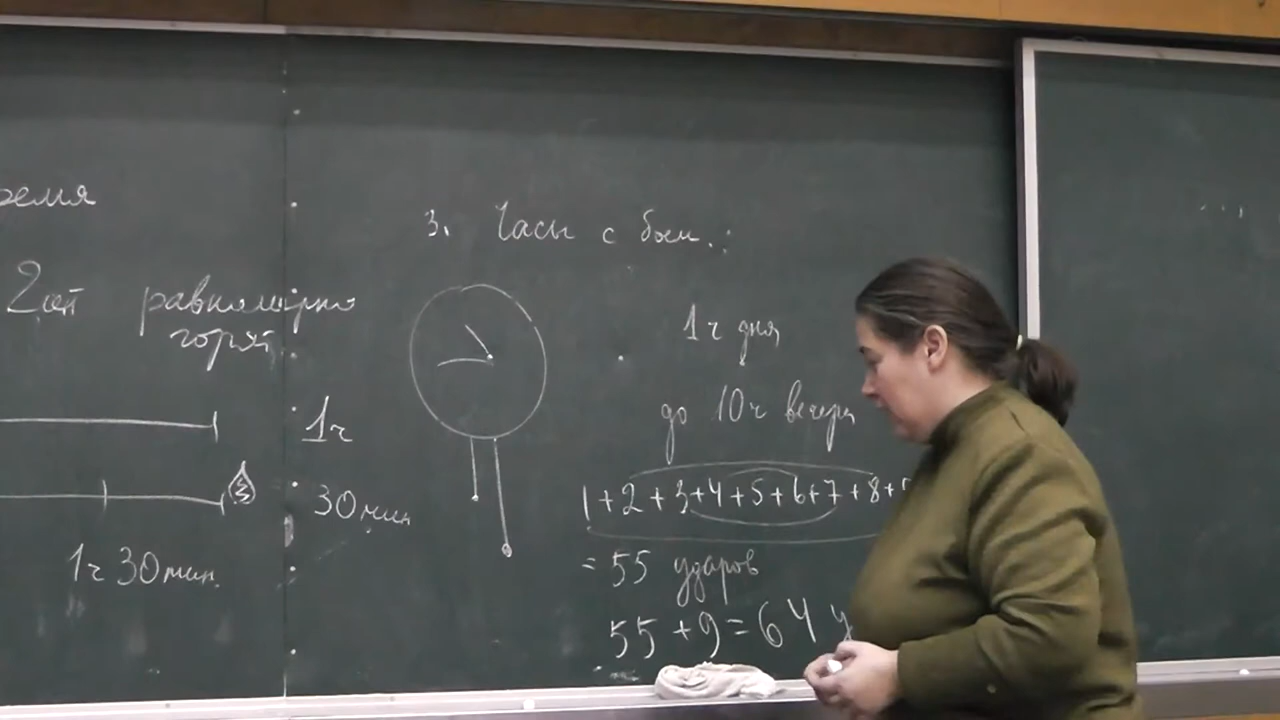 ремя
2 равномерно
горят
1ч
30 мин
1ч 30 мин.
3. Часы с боем.:
1ч дня
до 10ч вечера
1+2+3+4+5+6+7+8+
= 55 ударов
55+9=64 у